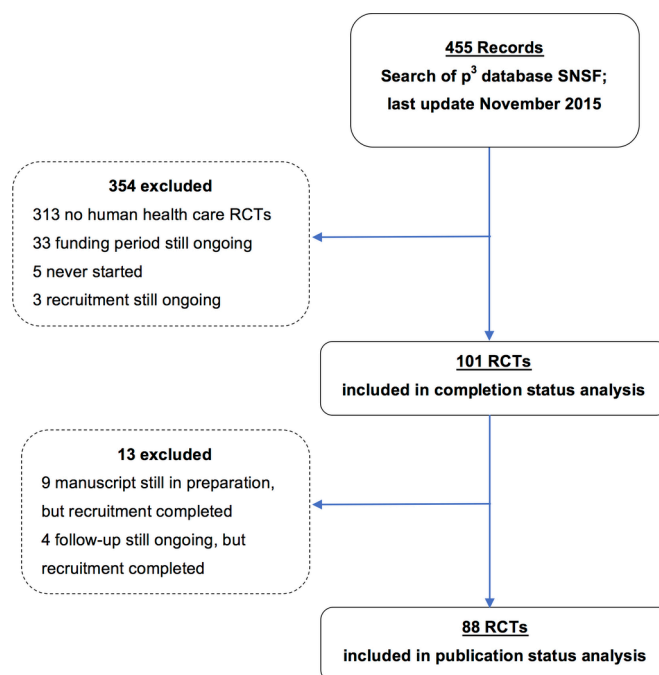 455 Records
Search of p³ database SNSF;
last update November 2015
354 excluded
313 no human health care RCTs
33 funding period still ongoing
5 never started
3 recruitment still ongoing
101 RCTs
included in completion status analysis
13 excluded
9 manuscript still in preparation,
but recruitment completed
4 follow-up still ongoing, but
recruitment completed
88 RCTs
included in publication status analysis